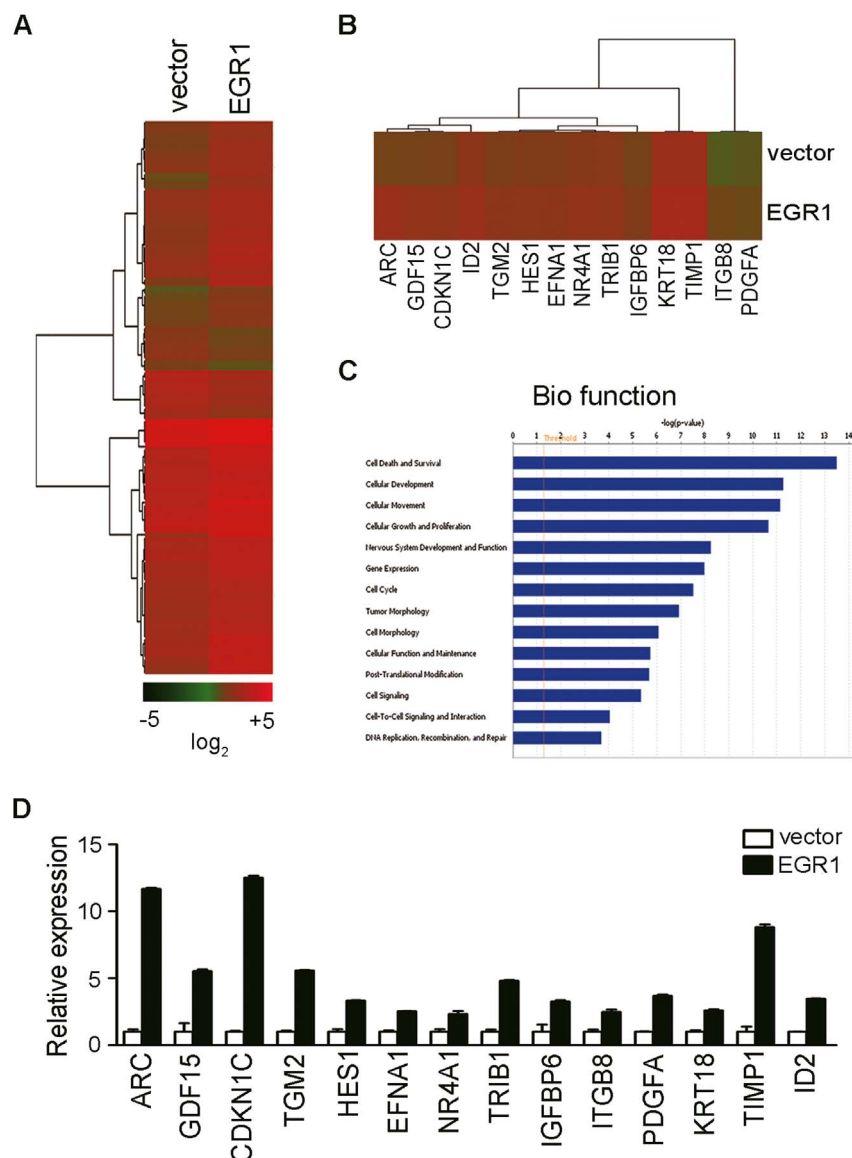 A
vector
EGR1
-5
+5
log2
B
vector
EGR1
ARC
GDF15
CDKN1C
ID2
TGM2
HES1
EFNA1
NR4A1
TRIB1
IGFBP6
KRT18
TIMP1
ITGB8
PDGFA
C
Bio function
-log(p-value)
0 1 2 3 4 5 6 7 8 9 10 11 12 13 14
Threshold
Cell Death and Survival
Cellular Development
Cellular Movement
Cellular Growth and Proliferation
Nervous System Development and Function
Gene Expression
Cell Cycle
Tumor Morphology
Cell Morphology
Cellular Function and Maintenance
Post-Translational Modification
Cell Signaling
Cell-To-Cell Signaling and Interaction
DNA Replication, Recombination, and Repair
D
Relative expression
15
10
5
0
vector
EGR1
ARC
GDF15
CDKN1C
TGM2
HES1
EFNA1
NR4A1
TRIB1
IGFBP6
ITGB8
PDGFA
KRT18
TIMP1
ID2